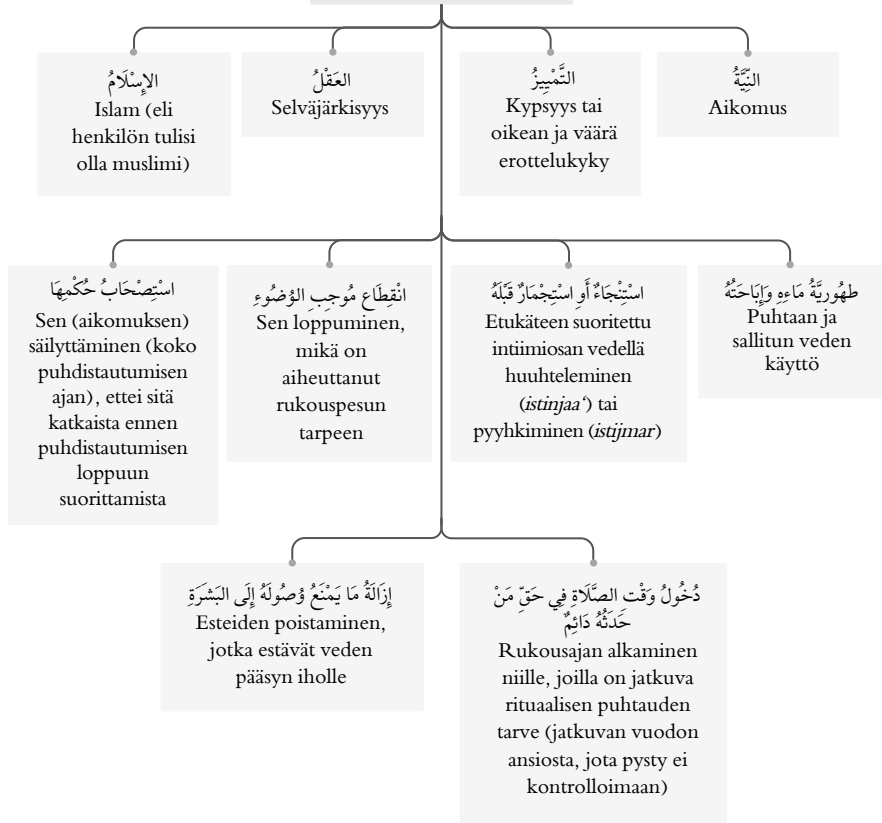 الإِسْلَامُ
Islam (eli
henkilön tulisi
olla muslimi)
العَقْلُ
Selväjärkisyys
التَّمْيِيزُ
Kypsyys tai
oikean ja väärä
erottelukyky
النِّيَّةُ
Aikomus
اسْتِصْحَابُ حُكْمِهَا
Sen (aikomuksen)
säilyttäminen (koko
puhdistautumisen
ajan), ettei sitä
katkaista ennen
puhdistautumisen
loppuun
suorittamista
انْقِطَاع مُوجِبِ الوُضُوءِ
Sen loppuminen,
mikä on
aiheuttanut
rukouspesun
tarpeen
اسْتِنْجَاءٌ أَوِ اسْتِجْمَارٌ قَبْلَهُ
Etukäteen suoritettu
intiimiosan vedellä
huuhteleminen
(istinjaa‘) tai
pyyhkiminen (istijmar)
طهُوريَّةُ مَاءِهِ وَإِبَاحَتُهُ
Puhtaan ja
sallitun veden
käyttö
إِزَالَةُ مَا يَمْنَعُ وُصُولَهُ إِلَى البَشَرَةِ
Esteiden poistaminen,
jotka estävät veden
pääsyn iholle
دُخُولُ وَقْت الصَّلَاةِ فِي حَقِّ مَنْ
حَدَثُهُ دَائِمٌ
Rukousajan alkaminen
niille, joilla on jatkuva
rituaalisen puhtauden
tarve (jatkuvan vuodon
ansiosta, jota pysty ei
kontrolloimaan)